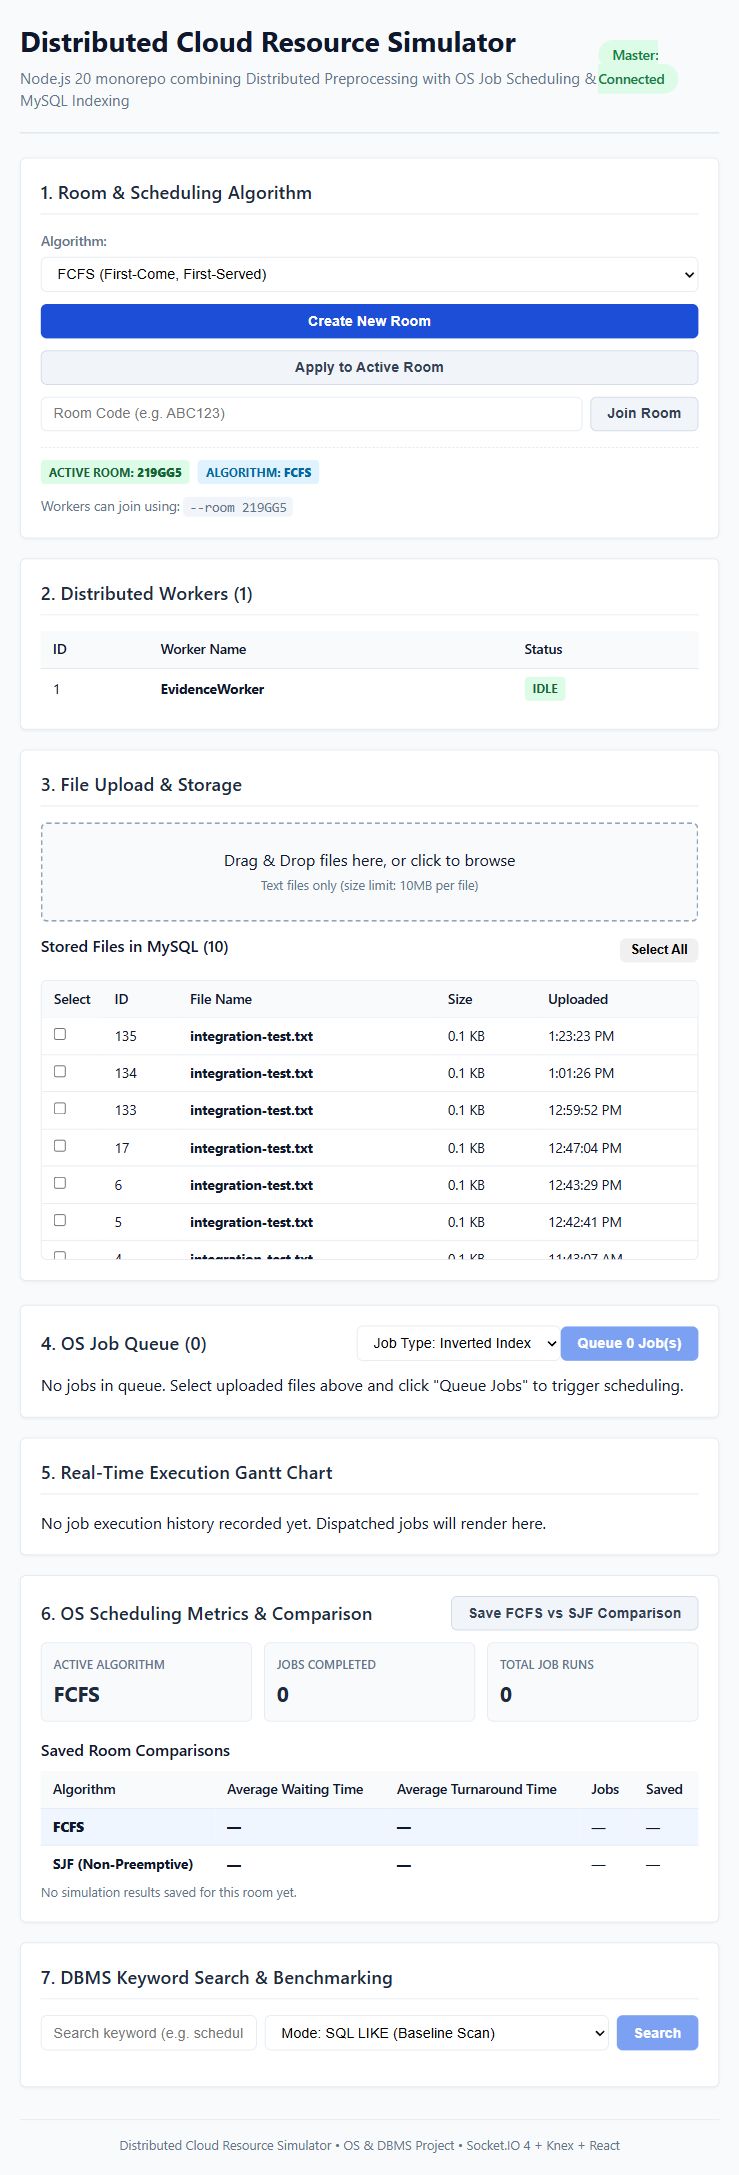 Distributed Cloud Resource Simulator
Master:
Connected
Node.js 20 monorepo combining Distributed Preprocessing with OS Job Scheduling &
MySQL Indexing
1. Room & Scheduling Algorithm
Algorithm:
FCFS (First-Come, First-Served)
Create New Room
Apply to Active Room
Room Code (e.g. ABC123)
Join Room
ACTIVE ROOM: 219GG5 ALGORITHM: FCFS
Workers can join using: --room 219GG5
2. Distributed Workers (1)
ID Worker Name Status
1 EvidenceWorker IDLE
3. File Upload & Storage
Drag & Drop files here, or click to browse
Text files only (size limit: 10MB per file)
Stored Files in MySQL (10) Select All
Select ID File Name Size Uploaded
135 integration-test.txt 0.1 KB 1:23:23 PM
134 integration-test.txt 0.1 KB 1:01:26 PM
133 integration-test.txt 0.1 KB 12:59:52 PM
17 integration-test.txt 0.1 KB 12:47:04 PM
6 integration-test.txt 0.1 KB 12:43:29 PM
5 integration-test.txt 0.1 KB 12:42:41 PM
4 integration-test.txt 0.1 KB 11:43:07 AM
4. OS Job Queue (0) Job Type: Inverted Index Queue 0 Job(s)
No jobs in queue. Select uploaded files above and click "Queue Jobs" to trigger scheduling.
5. Real-Time Execution Gantt Chart
No job execution history recorded yet. Dispatched jobs will render here.
6. OS Scheduling Metrics & Comparison Save FCFS vs SJF Comparison
ACTIVE ALGORITHM JOBS COMPLETED TOTAL JOB RUNS
FCFS 0 0
Saved Room Comparisons
Algorithm Average Waiting Time Average Turnaround Time Jobs Saved
FCFS — — — —
SJF (Non-Preemptive) — — — —
No simulation results saved for this room yet.
7. DBMS Keyword Search & Benchmarking
Search keyword (e.g. schedul Mode: SQL LIKE (Baseline Scan) Search
Distributed Cloud Resource Simulator • OS & DBMS Project • Socket.IO 4 + Knex + React